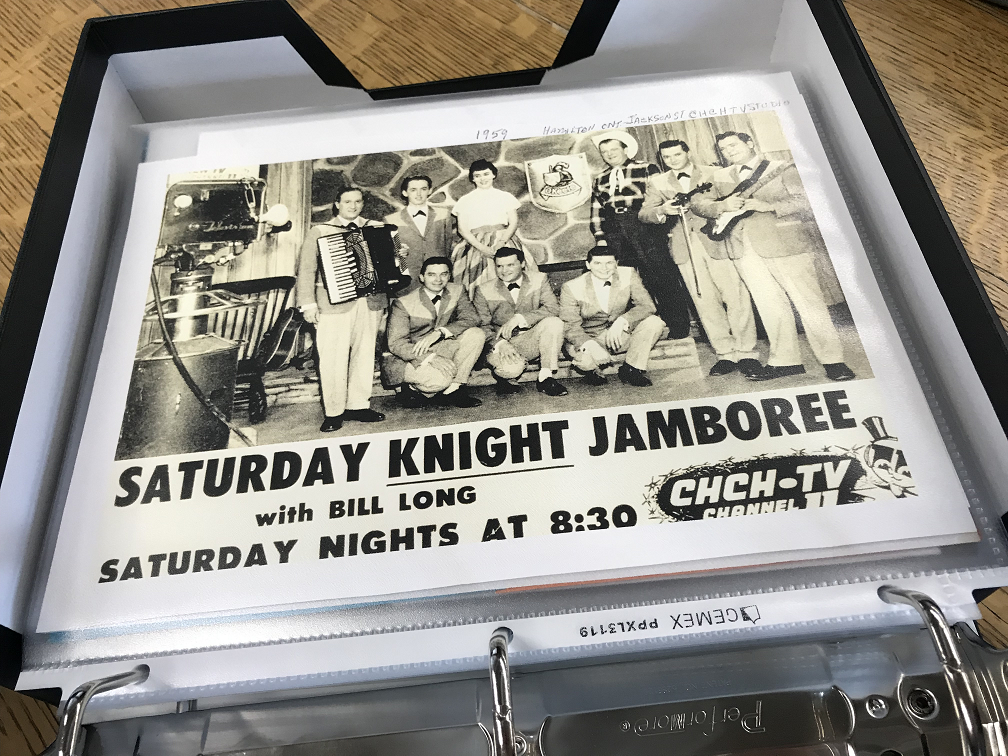 1959 HAMILTON ONT JACKSONS! CHCH TV STUDIO
SATURDAY KNIGHT JAMBOREE
with BILL LONG
SATURDAY NIGHTS AT 8:30
CHCH-TV
CHANNEL 11
GEMEX PPXL3119
PerforMore®